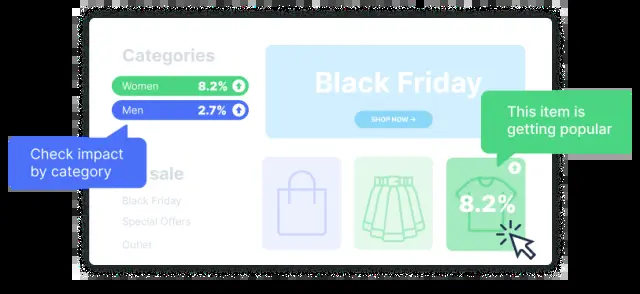 Categories
Women 8.2%
Men 2.7%
Check impact
by category
sale
Black Friday
Special Offers
Outlet
Black Friday
SHOP NOW →
This item is
getting popular
8.2%